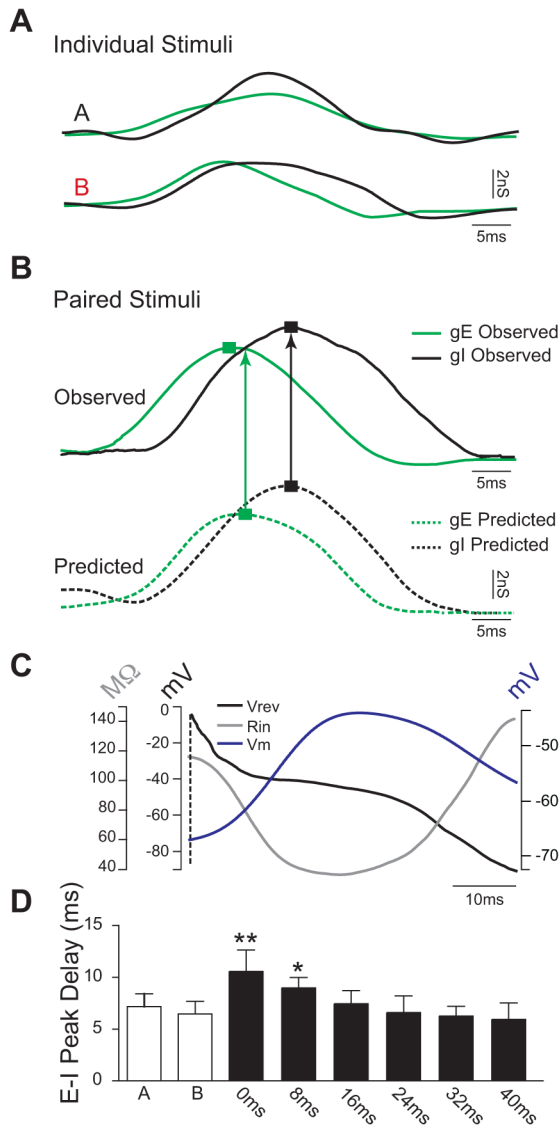 A
Individual Stimuli
A
B
2nS
5ms
B
Paired Stimuli
gE Observed
gI Observed
Observed
5ms
gE Predicted
gI Predicted
Predicted
2nS
5ms
C
MΩ
mV
mV
Vrev
Rin
Vm
140
120
100
80
60
40
0
-20
-40
-60
-80
-50
-60
-70
10ms
D
E-I Peak Delay (ms)
15
10
5
0
**
*
A
B
0ms
8ms
16ms
24ms
32ms
40ms